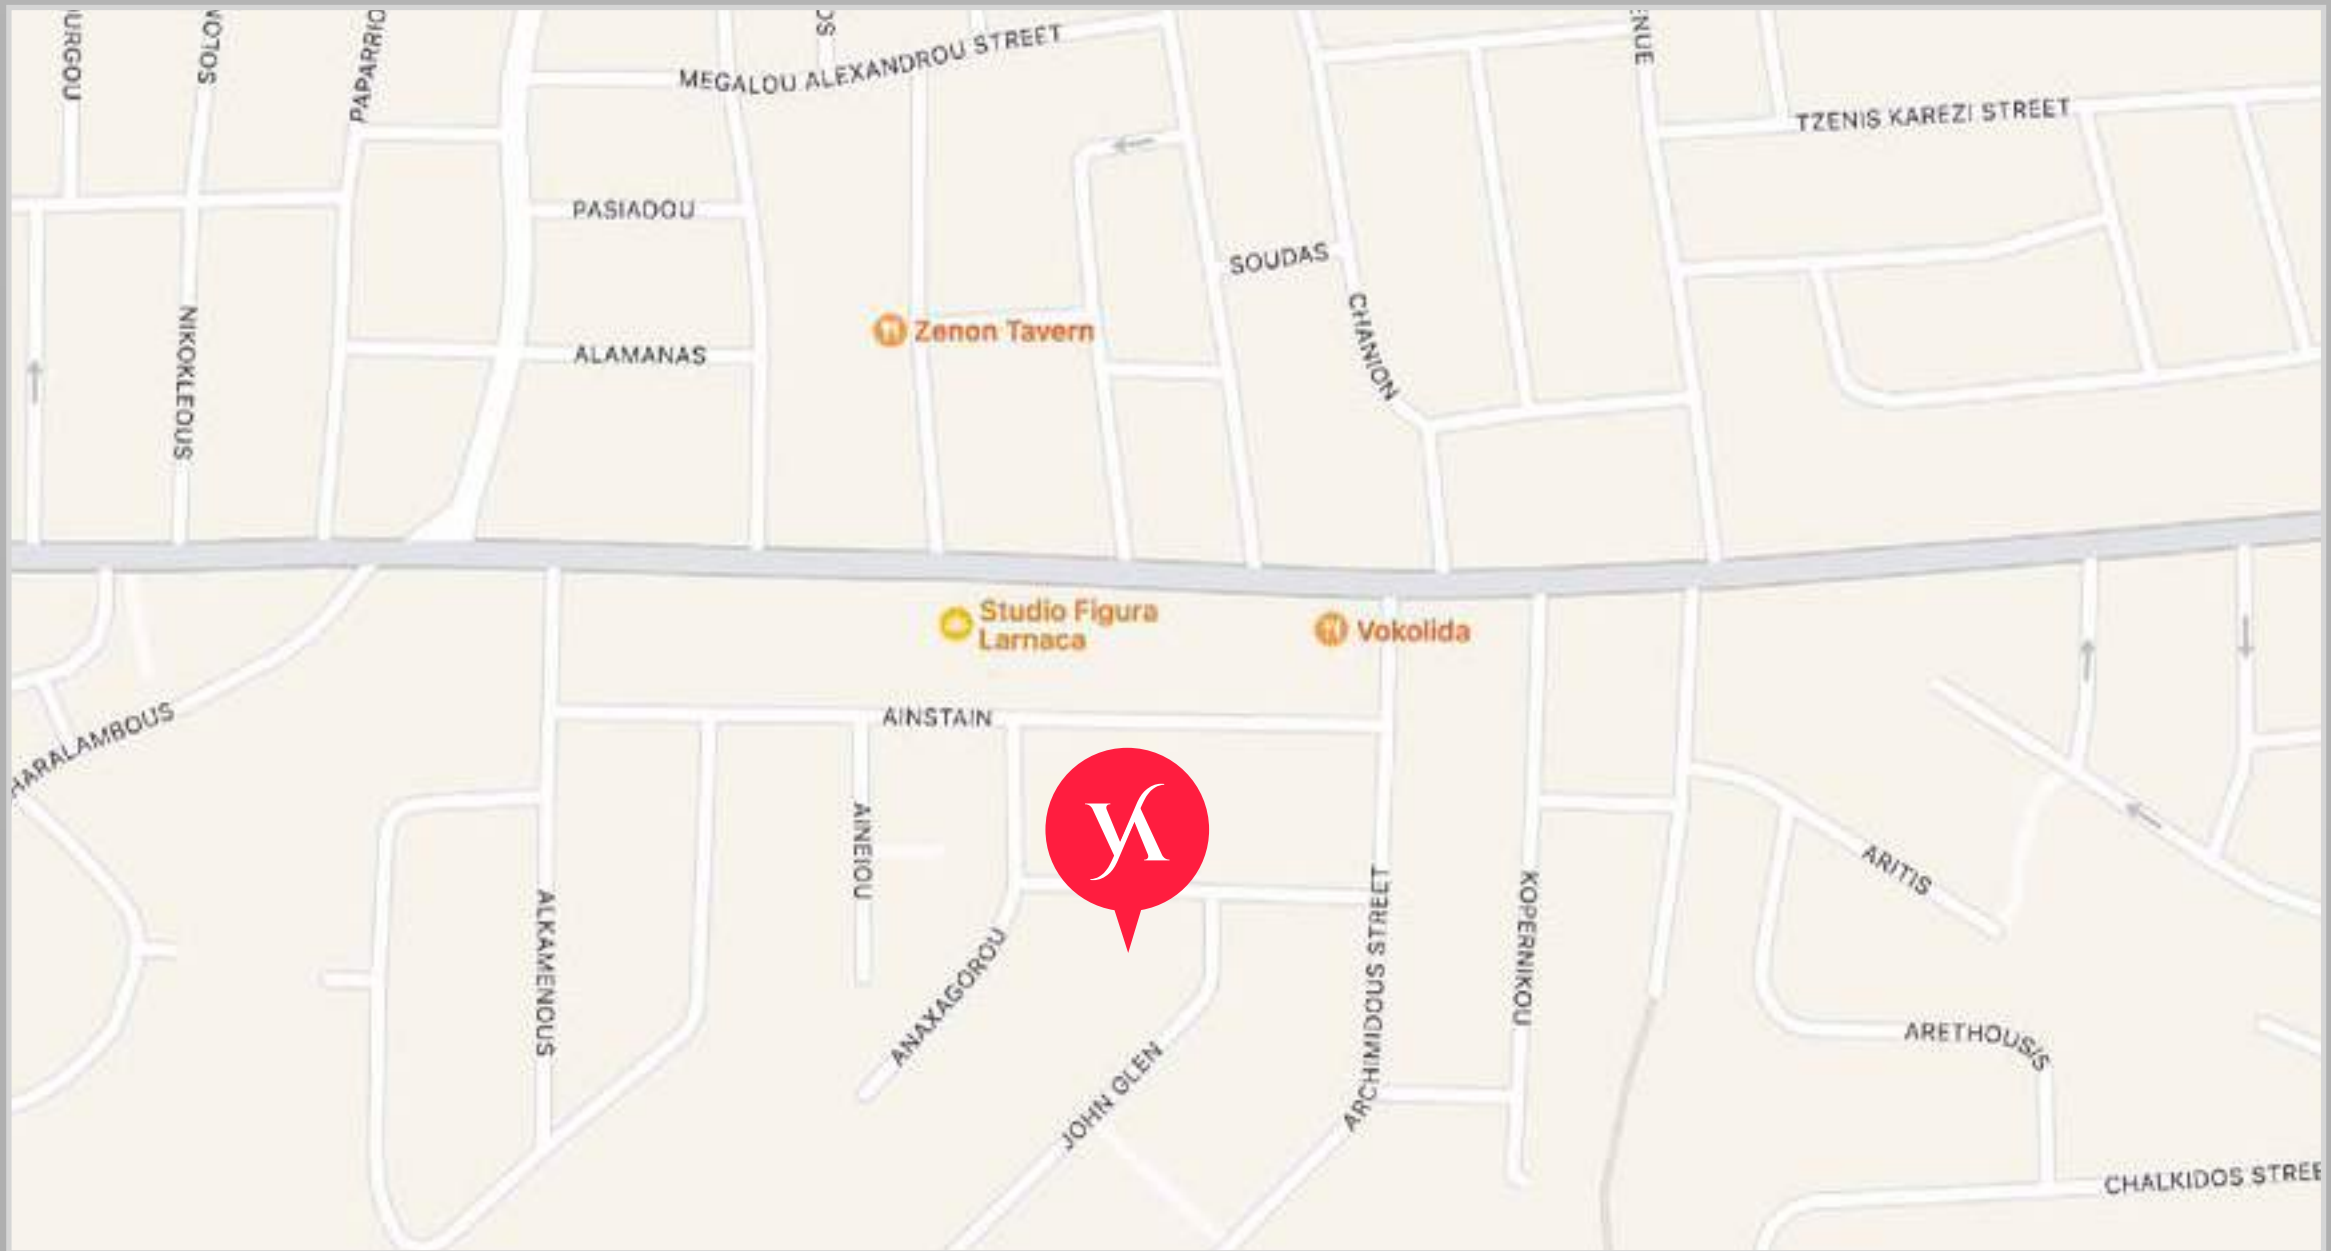 MEGALOU ALEXANDROU STREET
TZENIS KAREZI STREET
PASIADOU
SOUDAS
NIKOKLEOUS
CHANION
Zenon Tavern
ALAMANAS
Studio Figura
Larnaca
Vokolida
AINSTAIN
AINEIOU
ARITIS
ALKAMENOUS
ANAXAGOROU
ARCHIMIDOUS STREET
KOPERNIKOU
JOHN GLEN
ARETHOUSIS
CHALKIDOS STREE
HARALAMBOUS
URGOU
SOLO
PAPARRIG
ENUE